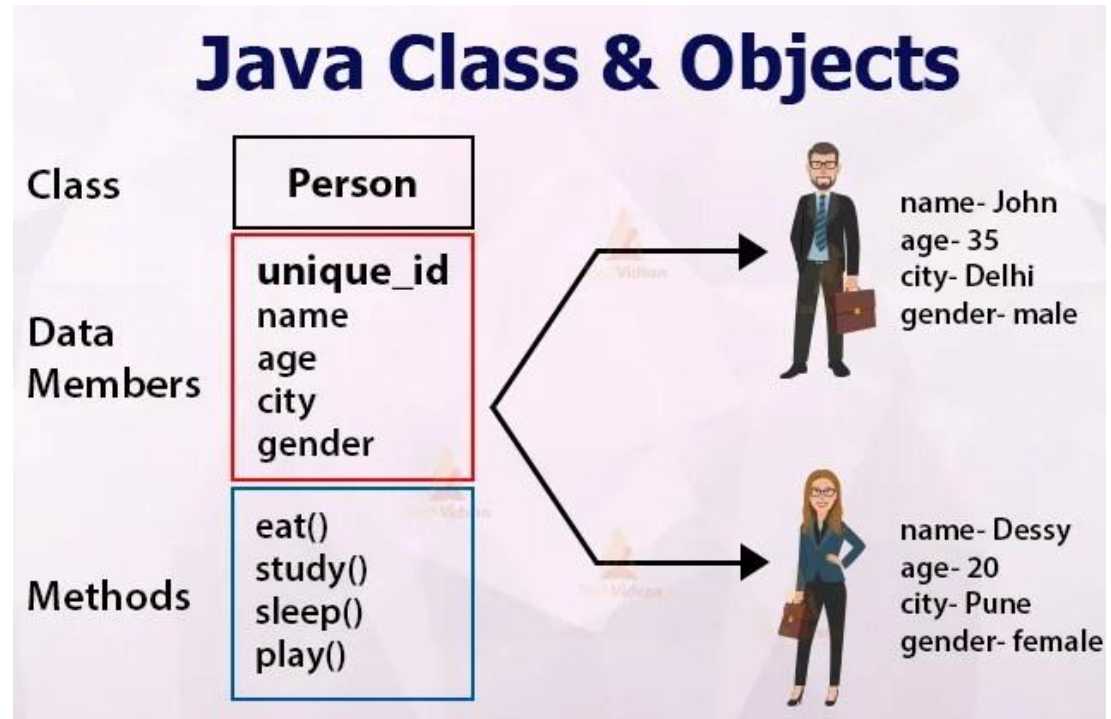 Java Class & Objects
Class
Person
Data
Members
unique_id
name
age
city
gender
Methods
eat()
study()
sleep()
play()
name- John
age- 35
city- Delhi
gender- male
name- Dessy
age- 20
city- Pune
gender- female